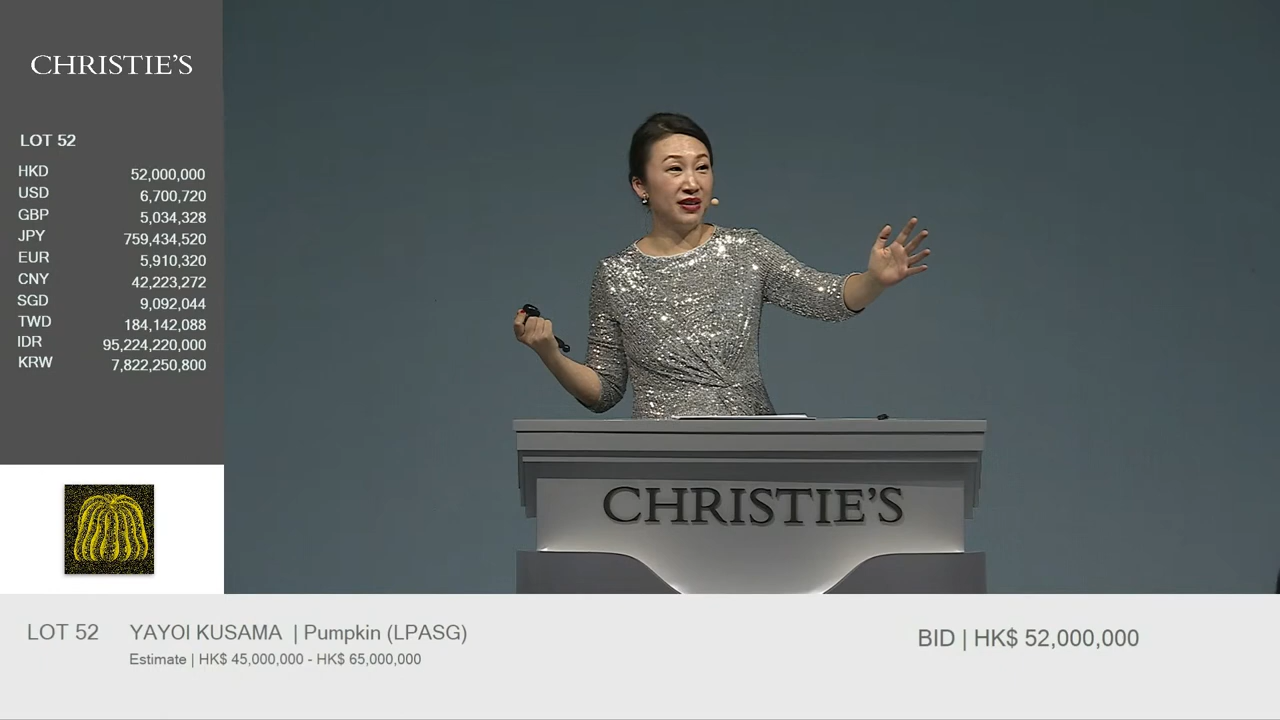 CHRISTIE'S
LOT 52
HKD 52,000,000
USD 6,700,720
GBP 5,034,328
JPY 759,434,520
EUR 5,910,320
CNY 42,223,272
SGD 9,092,044
TWD 184,142,088
IDR 95,224,220,000
KRW 7,822,250,800
CHRISTIE'S
LOT 52 YAYOI KUSAMA | Pumpkin (LPASG)
Estimate | HK$ 45,000,000 - HK$ 65,000,000
BID | HK$ 52,000,000